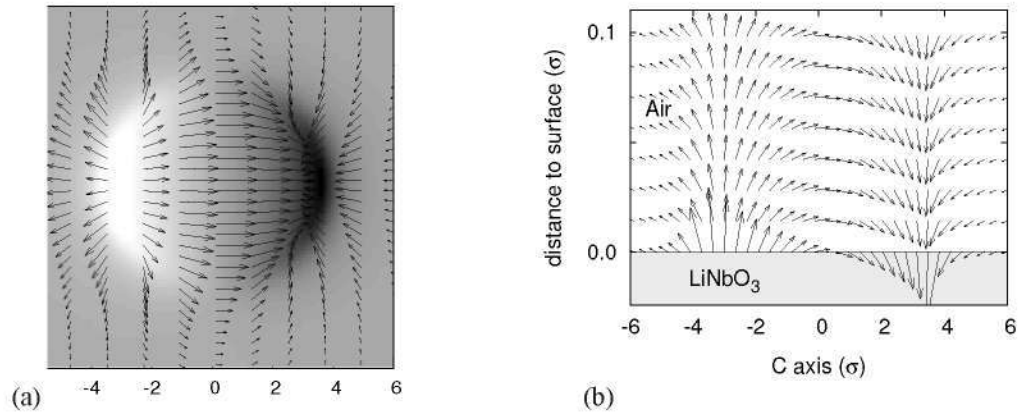 -4 -2 0 2 4 6
(a)
distance to surface (σ)
0.1
0.0
Air
LiNbO3
-6 -4 -2 0 2 4 6
C axis (σ)
(b)